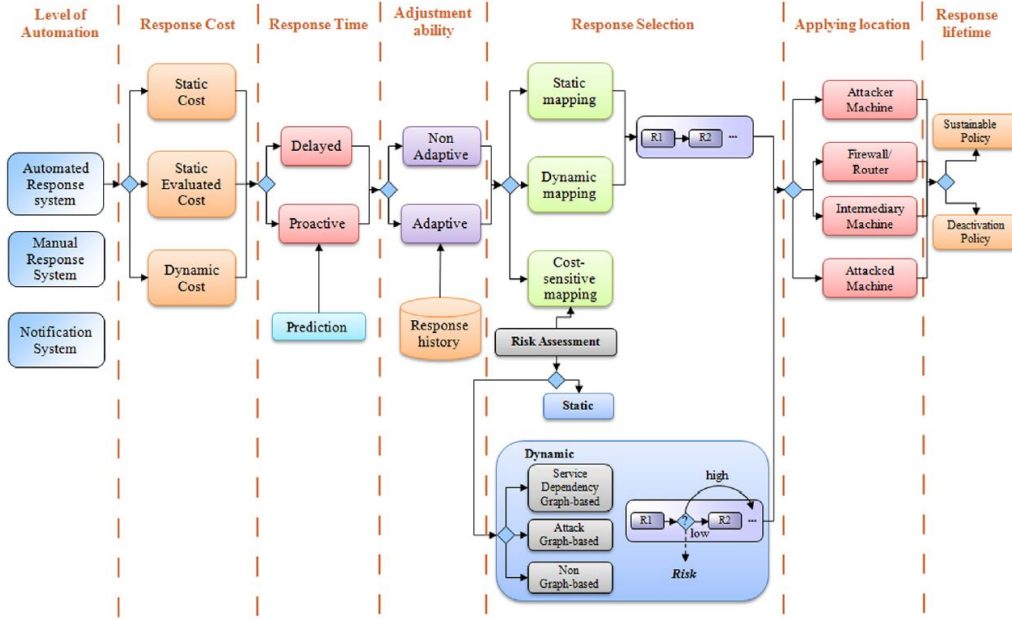 Level of
Automation
Response Cost
Response Time
Adjustment
ability
Response Selection
Applying location
Response
lifetime
Automated
Response
system
Manual
Response
System
Notification
System
Static
Cost
Static
Evaluated
Cost
Dynamic
Cost
Delayed
Proactive
Prediction
Non
Adaptive
Adaptive
Response
history
Static
mapping
Dynamic
mapping
Cost-
sensitive
mapping
R1
R2
...
Risk Assessment
Static
Dynamic
Service
Dependency
Graph-based
Attack
Graph-based
Non
Graph-based
high
R1
?
R2
...
low
Risk
Attacker
Machine
Firewall/
Router
Intermediary
Machine
Attacked
Machine
Sustainable
Policy
Deactivation
Policy